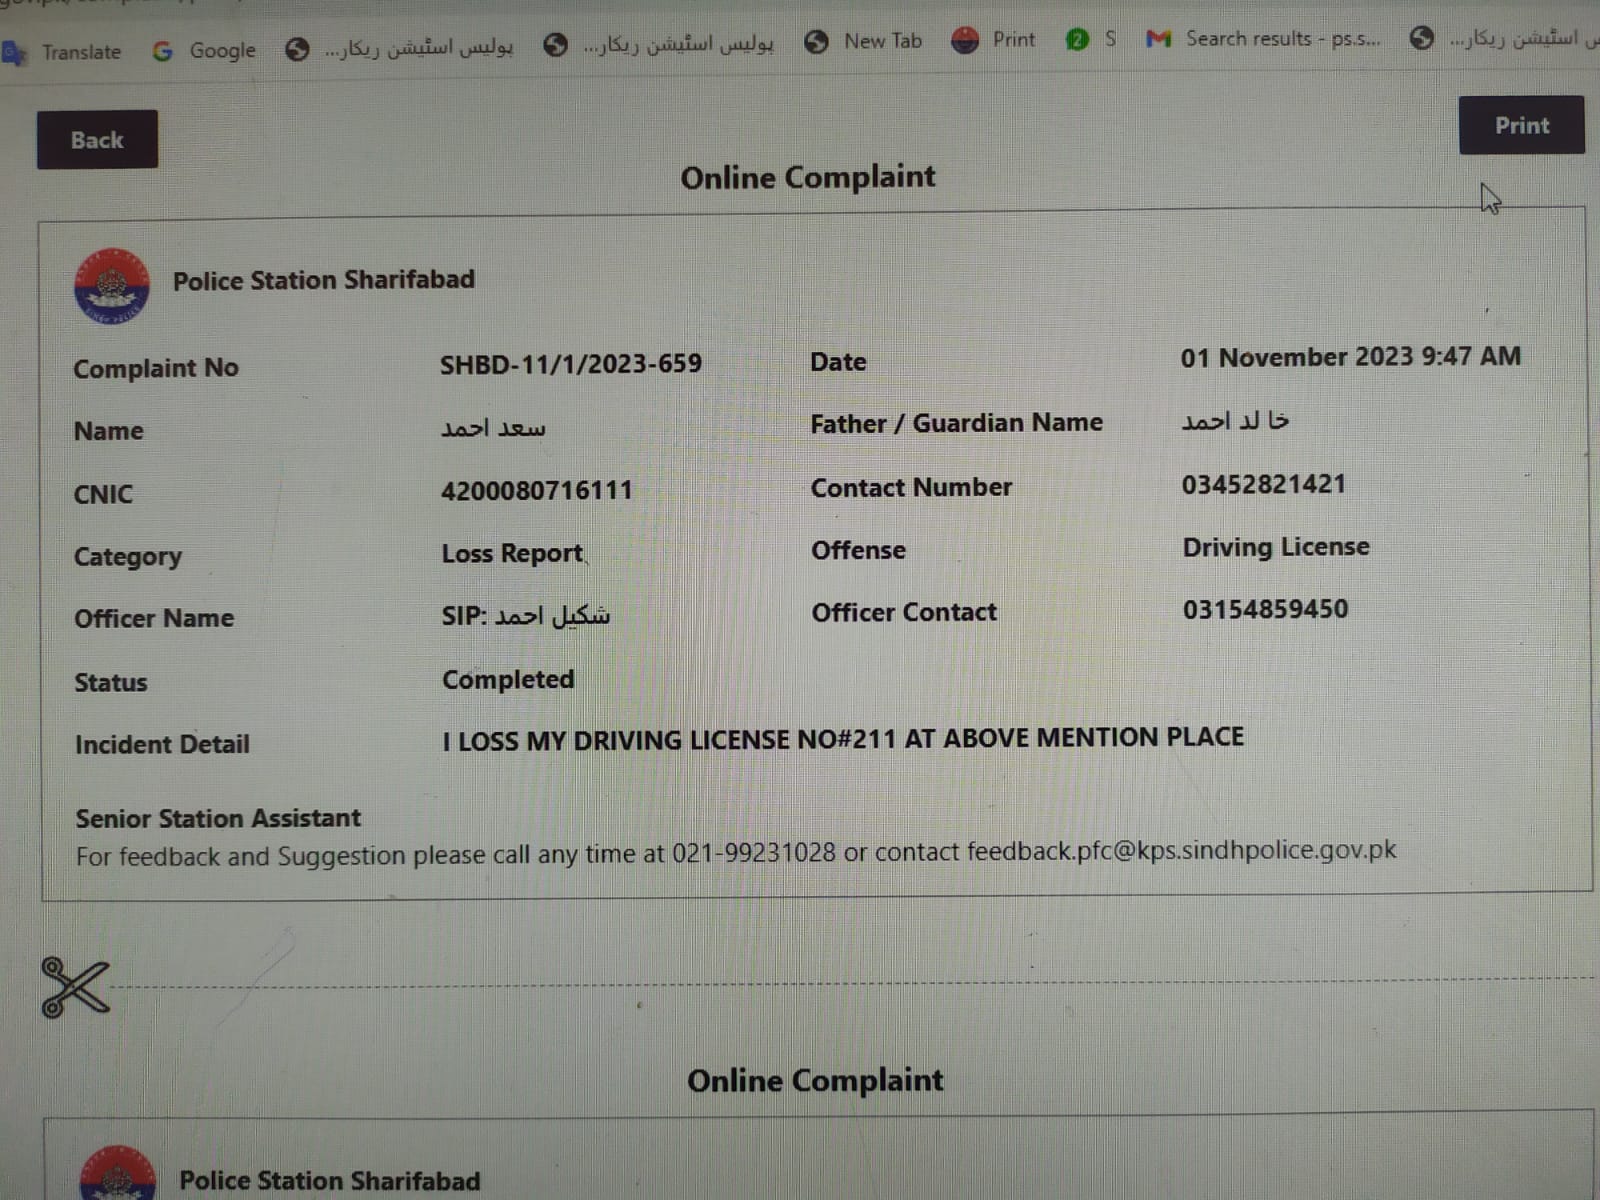 Translate Google پولیس اسٹیشن ریکار... پولیس اسٹیشن ریکار... New Tab Print S Search results - ps.s... اسٹیشن ریکار...
Back
Print
Online Complaint
Police Station Sharifabad
Complaint No SHBD-11/1/2023-659 Date 01 November 2023 9:47 AM
Name سعد احمد Father / Guardian Name خا لد احمد
CNIC 4200080716111 Contact Number 03452821421
Category Loss Report Offense Driving License
Officer Name SIP: شکیل احمد Officer Contact 03154859450
Status Completed
Incident Detail I LOSS MY DRIVING LICENSE NO#211 AT ABOVE MENTION PLACE
Senior Station Assistant
For feedback and Suggestion please call any time at 021-99231028 or contact feedback.pfc@kps.sindhpolice.gov.pk
Online Complaint
Police Station Sharifabad